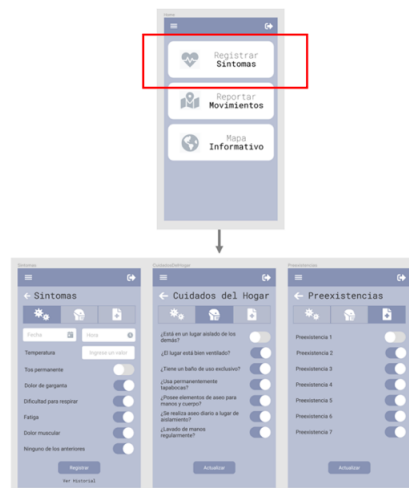 Home
Registrar
Síntomas
Reportar
Movimientos
Mapa
Informativo
Síntomas
Síntomas
Fecha
Hora
Temperatura
Ingrese un valor
Tos permanente
Dolor de garganta
Dificultad para respirar
Fatiga
Dolor muscular
Ninguno de los anteriores
Registrar
Ver Historial
CuidadosDelHogar
Cuidados del Hogar
¿Está en un lugar aislado de los
demás?
¿El lugar está bien ventilado?
¿Tiene un baño de uso exclusivo?
¿Usa permanentemente
tapabocas?
¿Posee elementos de aseo para
manos y cuerpo?
¿Se realiza aseo diario a lugar de
aislamiento?
¿Lavado de manos
regularmente?
Actualizar
Preexistencias
Preexistencias
Preexistencia 1
Preexistencia 2
Preexistencia 3
Preexistencia 4
Preexistencia 5
Preexistencia 6
Preexistencia 7
Actualizar